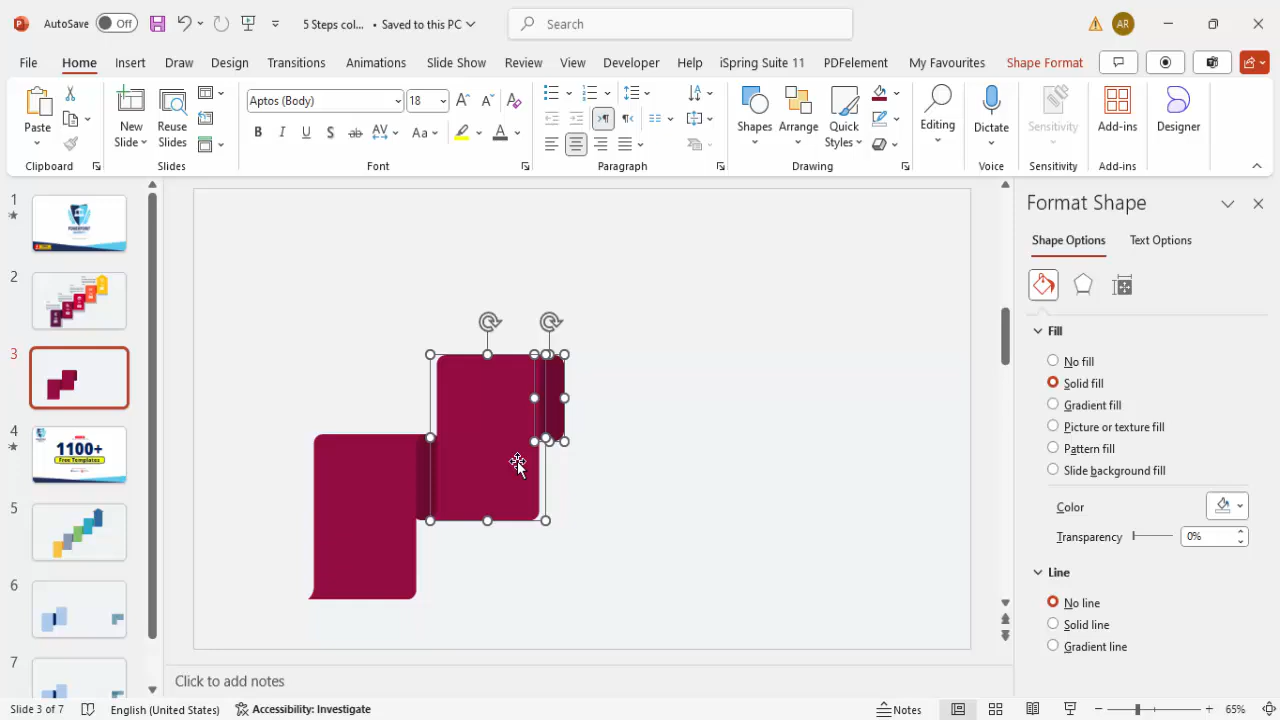 AutoSave Off 5 Steps col... • Saved to this PC Search AR
File Home Insert Draw Design Transitions Animations Slide Show Review View Developer Help iSpring Suite 11 PDFelement My Favourites Shape Format
Aptos (Body) 18
Paste New Slide Reuse Slides Shapes Arrange Quick Styles Editing Dictate Sensitivity Add-ins Designer
Clipboard Slides Font Paragraph Drawing Voice Sensitivity Add-ins
Format Shape
Shape Options Text Options
Fill
No fill
Solid fill
Gradient fill
Picture or texture fill
Pattern fill
Slide background fill
Color
Transparency 0%
Line
No line
Solid line
Gradient line
1
2
3
4
1100+
Free Templates
5
6
7
Click to add notes
Slide 3 of 7 English (United States) Accessibility: Investigate Notes 65%